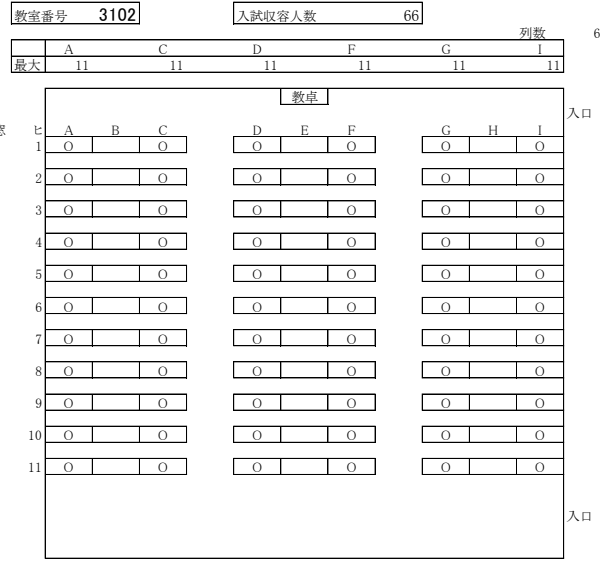 教室番号 3102 入試収容人数 66
列数 6
A C D F G I
最大 11 11 11 11 11 11
教卓
入口
窓 ヒ A B C D E F G H I
1 O O O O O O
2 O O O O O O
3 O O O O O O
4 O O O O O O
5 O O O O O O
6 O O O O O O
7 O O O O O O
8 O O O O O O
9 O O O O O O
10 O O O O O O
11 O O O O O O
入口